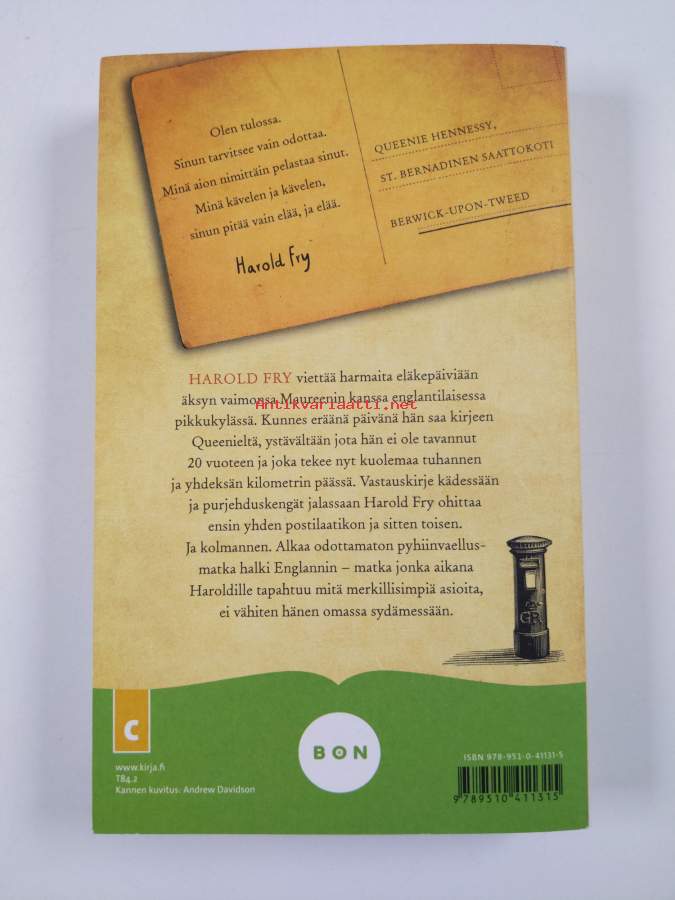 Olen tulossa.
Sinun tarvitsee vain odottaa.
Minä aion nimittäin pelastaa sinut.
Minä kävelen ja kävelen,
sinun pitää vain elää, ja elää.
Harold Fry
QUEENIE HENNESSY,
ST. BERNADINEN SAATTOKOTI
BERWICK-UPON-TWEED
HAROLD FRY viettää harmaita eläkepäiviään
äksyn vaimonsa Maureenin kanssa englantilaisessa
Antikvariaatti.net
pikkukylässä. Kunnes eräänä päivänä hän saa kirjeen
Queenieltä, ystävältään jota hän ei ole tavannut
20 vuoteen ja joka tekee nyt kuolemaa tuhannen
ja yhdeksän kilometrin päässä. Vastauskirje kädessään
ja purjehduskengät jalassaan Harold Fry ohittaa
ensin yhden postilaatikon ja sitten toisen.
Ja kolmannen. Alkaa odottamaton pyhiinvaellus-
matka halki Englannin – matka jonka aikana
Haroldille tapahtuu mitä merkillisimpiä asioita,
ei vähiten hänen omassa sydämessään.
GR
C
BON
www.kirja.fi
T84.2
Kannen kuvitus: Andrew Davidson
ISBN 978-951-0-41131-5
9789510411315